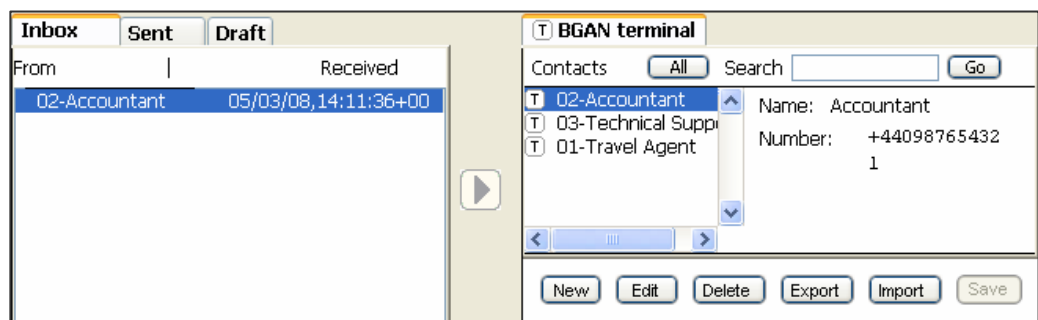 Inbox Sent Draft
From Received
02-Accountant 05/03/08,14:11:36+00
T BGAN terminal
Contacts All Search Go
T 02-Accountant
T 03-Technical Supp
T 01-Travel Agent
Name: Accountant
Number: +44098765432
1
New Edit Delete Export Import Save